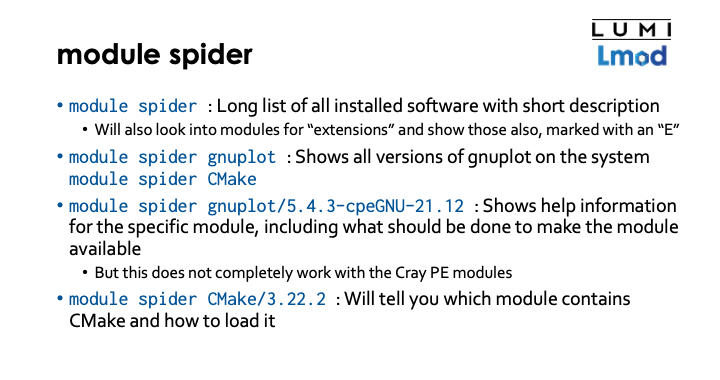 LUMI
Lmod
module spider
• module spider : Long list of all installed software with short description
• Will also look into modules for “extensions” and show those also, marked with an “E”
• module spider gnuplot : Shows all versions of gnuplot on the system
module spider CMake
• module spider gnuplot/5.4.3-cpeGNU-21.12 : Shows help information
for the specific module, including what should be done to make the module
available
• But this does not completely work with the Cray PE modules
• module spider CMake/3.22.2 : Will tell you which module contains
CMake and how to load it